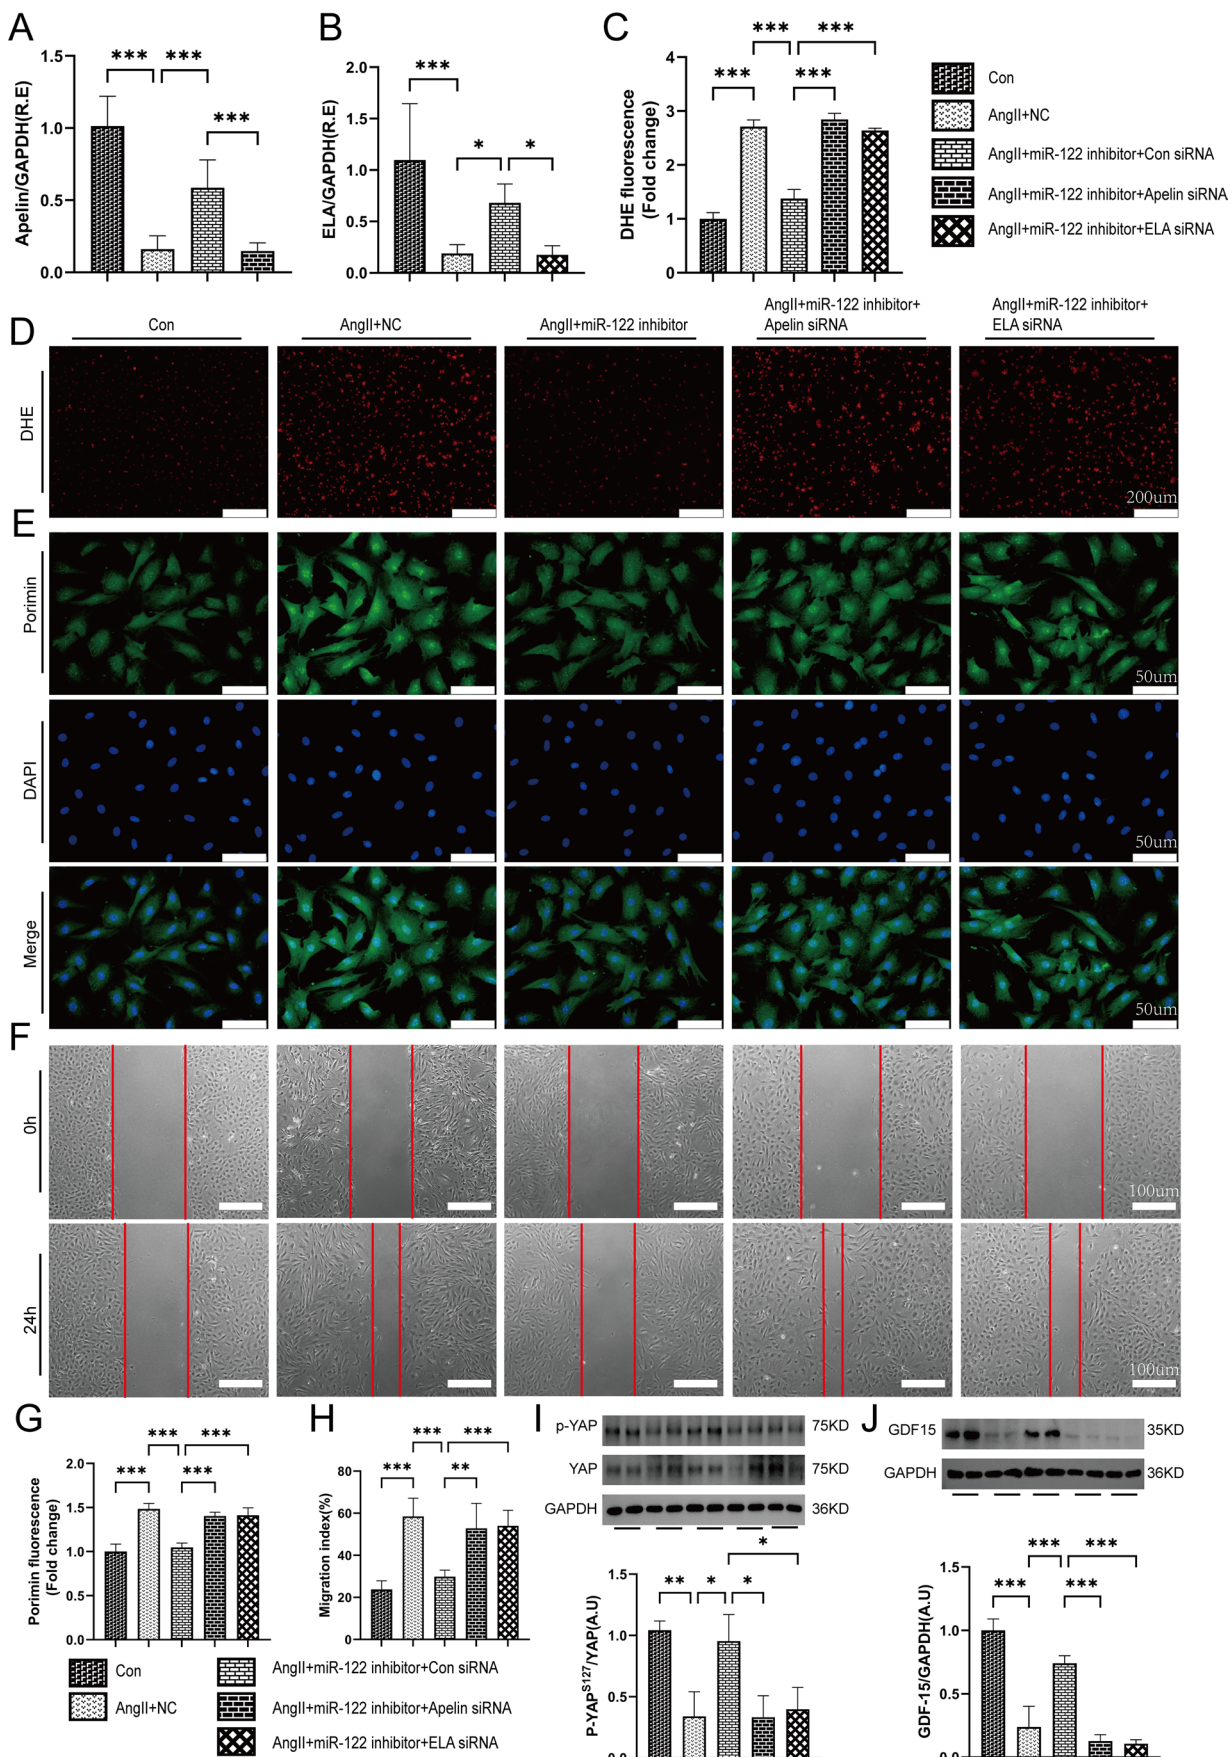 A
Apelin/GAPDH(R.E)
1.5
1.0
0.5
0.0
***
***
***
B
ELA/GAPDH(R.E)
2.0
1.5
1.0
0.5
0.0
***
*
*
C
DHE fluorescence
(Fold change)
4
3
2
1
0
***
***
***
***
Con
AngII+NC
AngII+miR-122 inhibitor+Con siRNA
AngII+miR-122 inhibitor+Apelin siRNA
AngII+miR-122 inhibitor+ELA siRNA
D
Con
AngII+NC
AngII+miR-122 inhibitor
AngII+miR-122 inhibitor+
Apelin siRNA
AngII+miR-122 inhibitor+
ELA siRNA
DHE
200um
E
Porimin
50um
DAPI
50um
Merge
50um
F
0h
100um
24h
100um
G
Porimin fluorescence
(Fold change)
2.0
1.5
1.0
0.5
0.0
***
***
***
***
H
Migration index(%)
80
60
40
20
0
***
***
***
**
I
p-YAP
75KD
YAP
75KD
GAPDH
36KD
P-YAP^S127/YAP(A.U)
1.5
1.0
0.5
**
*
*
*
J
GDF15
35KD
GAPDH
36KD
GDF-15/GAPDH(A.U)
1.5
1.0
0.5
0.0
***
***
***
***
Con
AngII+NC
AngII+miR-122 inhibitor+Con siRNA
AngII+miR-122 inhibitor+Apelin siRNA
AngII+miR-122 inhibitor+ELA siRNA